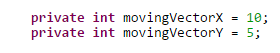 private int movingVectorX = 10;
private int movingVectorY = 5;